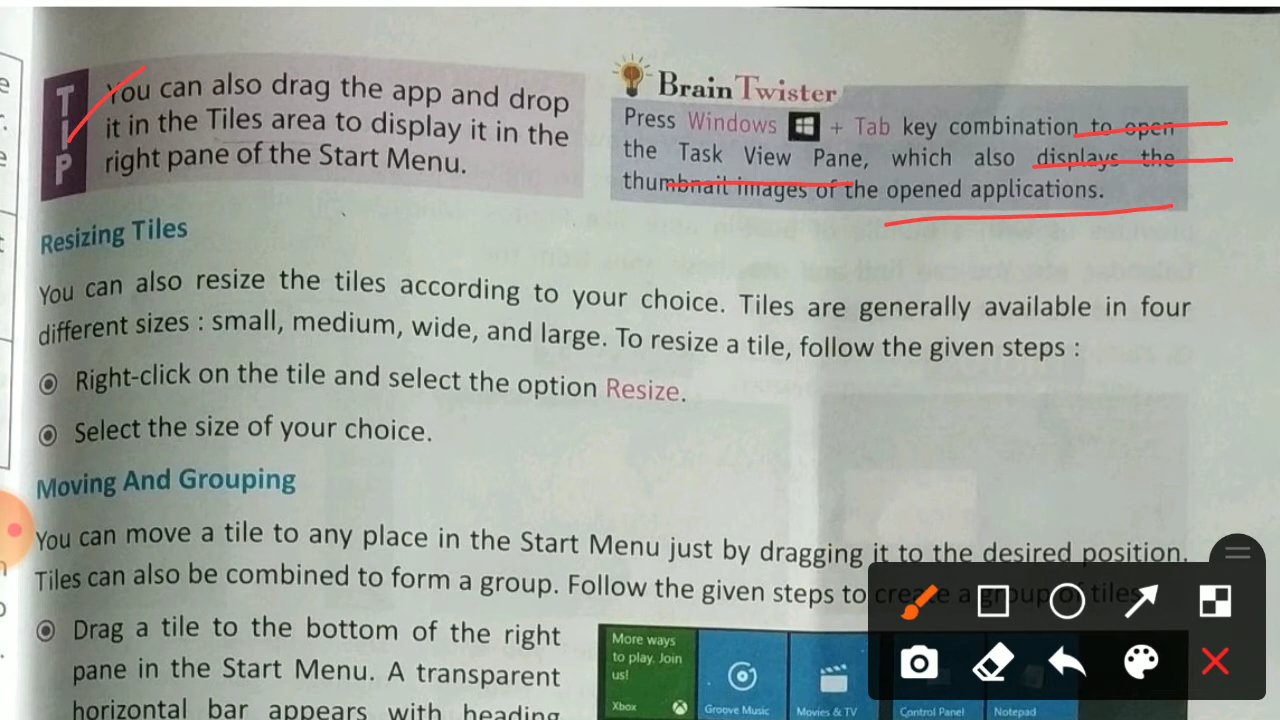 TIP
You can also drag the app and drop
it in the Tiles area to display it in the
right pane of the Start Menu.
Brain Twister
Press Windows + Tab key combination to open
the Task View Pane, which also displays the
thumbnail images of the opened applications.
Resizing Tiles
You can also resize the tiles according to your choice. Tiles are generally available in four
different sizes : small, medium, wide, and large. To resize a tile, follow the given steps :
Right-click on the tile and select the option Resize.
Select the size of your choice.
Moving And Grouping
You can move a tile to any place in the Start Menu just by dragging it to the desired position.
Tiles can also be combined to form a group. Follow the given steps to create a group of tiles
Drag a tile to the bottom of the right
pane in the Start Menu. A transparent
horizontal bar appears with heading
More ways
to play. Join
us!
Xbox
Groove Music
Movies & TV
Control Panel
Notepad